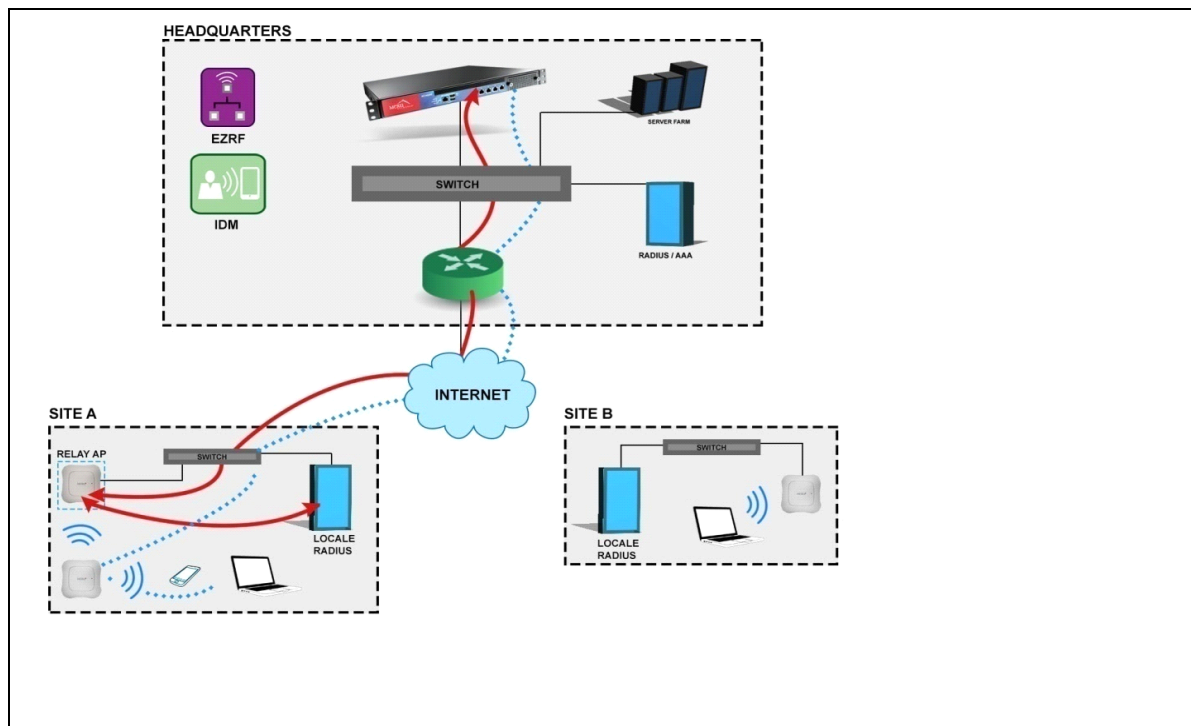 HEADQUARTERS
EZRF
IDM
SERVER FARM
SWITCH
RADIUS / AAA
INTERNET
SITE A
RELAY AP
SWITCH
LOCALE
RADIUS
SITE B
SWITCH
LOCALE
RADIUS